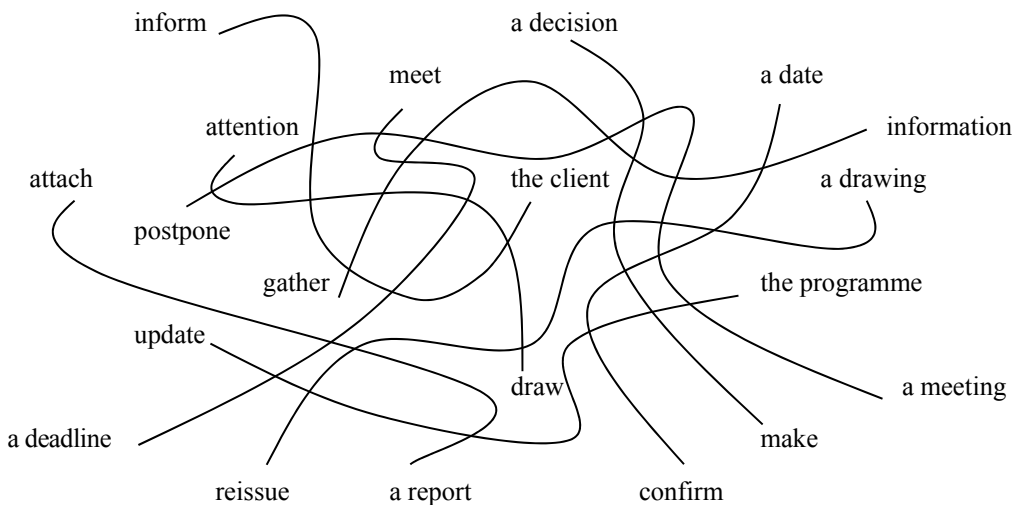 inform
a decision
meet
a date
attention
information
attach
the client
a drawing
postpone
gather
the programme
update
draw
a meeting
a deadline
make
reissue
a report
confirm